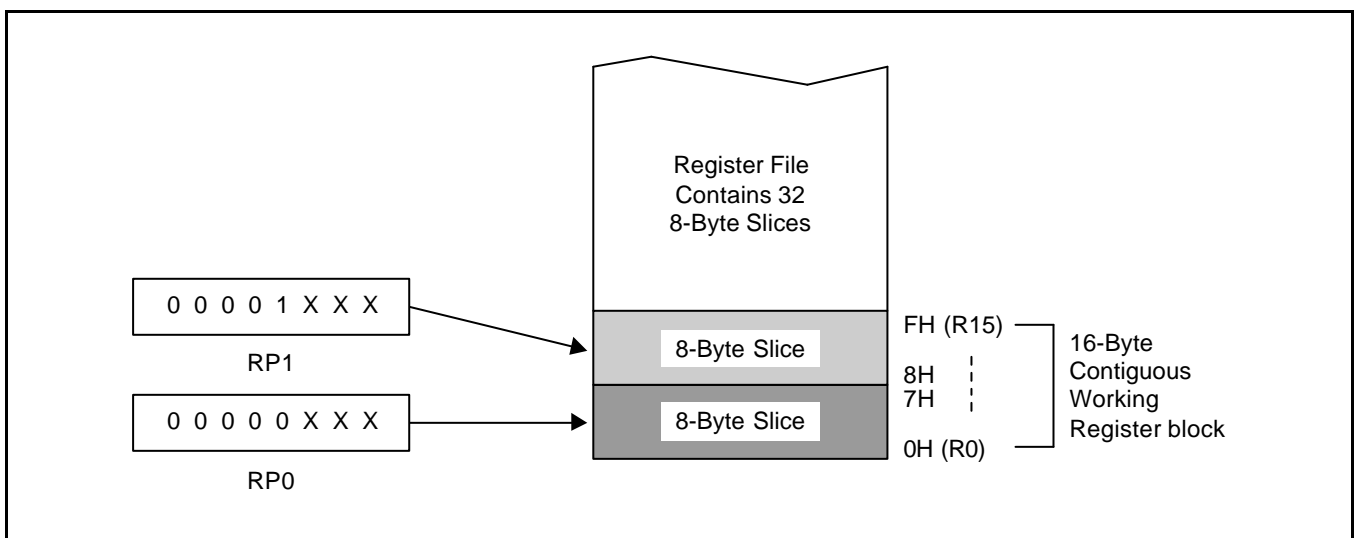 Register File
Contains 32
8-Byte Slices
0 0 0 0 1 X X X
RP1
0 0 0 0 0 X X X
RP0
8-Byte Slice
8-Byte Slice
FH (R15)
8H
7H
0H (R0)
16-Byte
Contiguous
Working
Register block